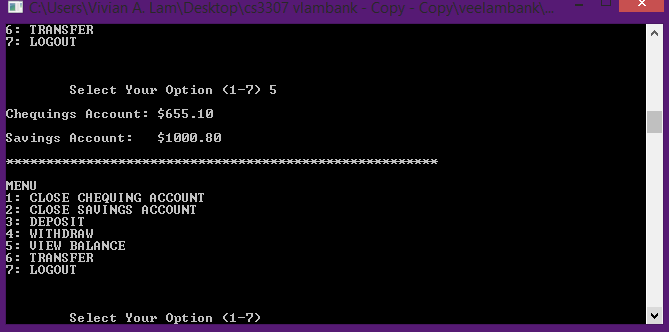 C:\Users\Vivian A. Lam\Desktop\cs3307 vlambank - Copy - Copy\veelambank\...
6: TRANSFER
7: LOGOUT
Select Your Option (1-7) 5
Chequings Account: $655.10
Savings Account: $1000.80
******************************************************
MENU
1: CLOSE CHEQUING ACCOUNT
2: CLOSE SAVINGS ACCOUNT
3: DEPOSIT
4: WITHDRAW
5: VIEW BALANCE
6: TRANSFER
7: LOGOUT
Select Your Option (1-7)